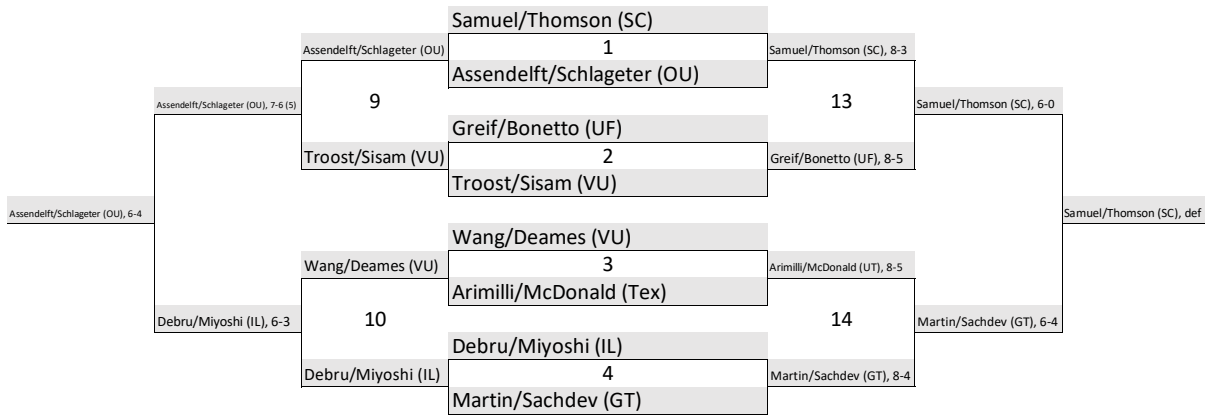 Samuel/Thomson (SC)
Assendelft/Schlageter (OU)
1
Samuel/Thomson (SC), 8-3
Assendelft/Schlageter (OU)
Assendelft/Schlageter (OU), 7-6 (5)
9
13
Samuel/Thomson (SC), 6-0
Greif/Bonetto (UF)
Troost/Sisam (VU)
2
Greif/Bonetto (UF), 8-5
Troost/Sisam (VU)
Assendelft/Schlageter (OU), 6-4
Samuel/Thomson (SC), def
Wang/Deames (VU)
Wang/Deames (VU)
3
Arimilli/McDonald (UT), 8-5
Arimilli/McDonald (Tex)
Debru/Miyoshi (IL), 6-3
10
14
Martin/Sachdev (GT), 6-4
Debru/Miyoshi (IL)
Debru/Miyoshi (IL)
4
Martin/Sachdev (GT), 8-4
Martin/Sachdev (GT)